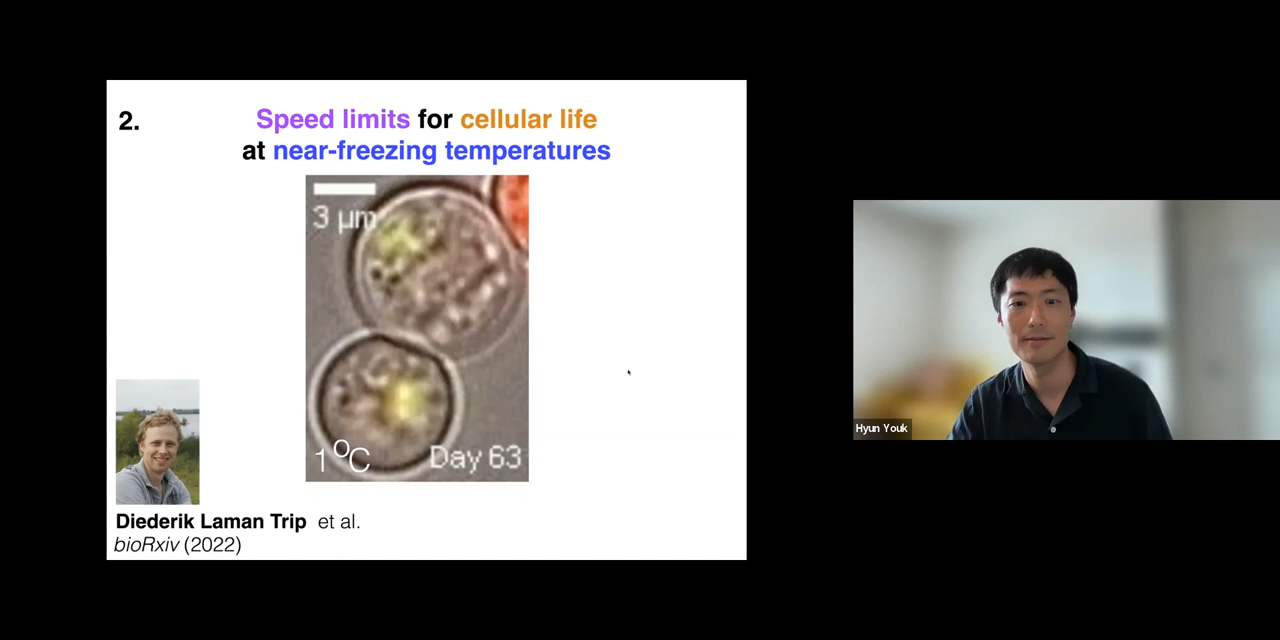 2.
Speed limits for cellular life
at near-freezing temperatures
3 μm
1 °C
Day 63
Diederik Laman Trip et al.
bioRxiv (2022)
Hyun Youk